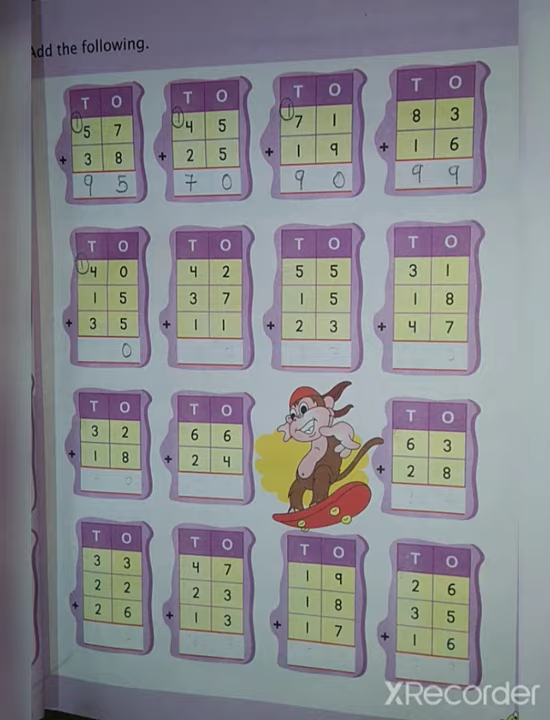 Add the following.
T O T O T O T O
1 5 7 1 4 5 1 7 1 8 3
+ 3 8 + 2 5 + 1 9 + 1 6
9 5 7 0 9 0 9 9
T O T O T O T O
1 4 0 4 2 5 5 3 1
1 5 3 7 1 5 1 8
+ 3 5 + 1 1 + 2 3 + 4 7
0
T O T O T O
3 2 6 6 6 3
+ 1 8 + 2 4 + 2 8
T O T O T O T O
3 3 4 7 1 9 2 6
2 2 2 3 1 8 3 5
+ 2 6 + 1 3 + 1 7 + 1 6
XRecorder